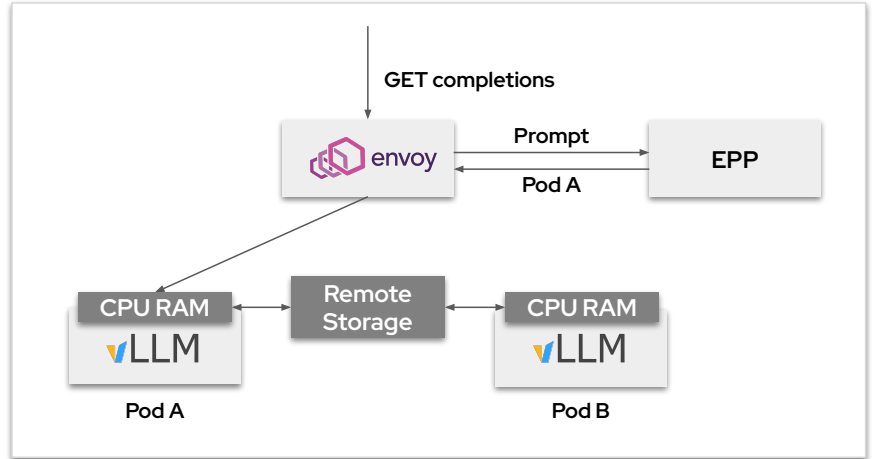 GET completions
envoy
Prompt
EPP
Pod A
CPU RAM
Remote
Storage
CPU RAM
vLLM
vLLM
Pod A
Pod B